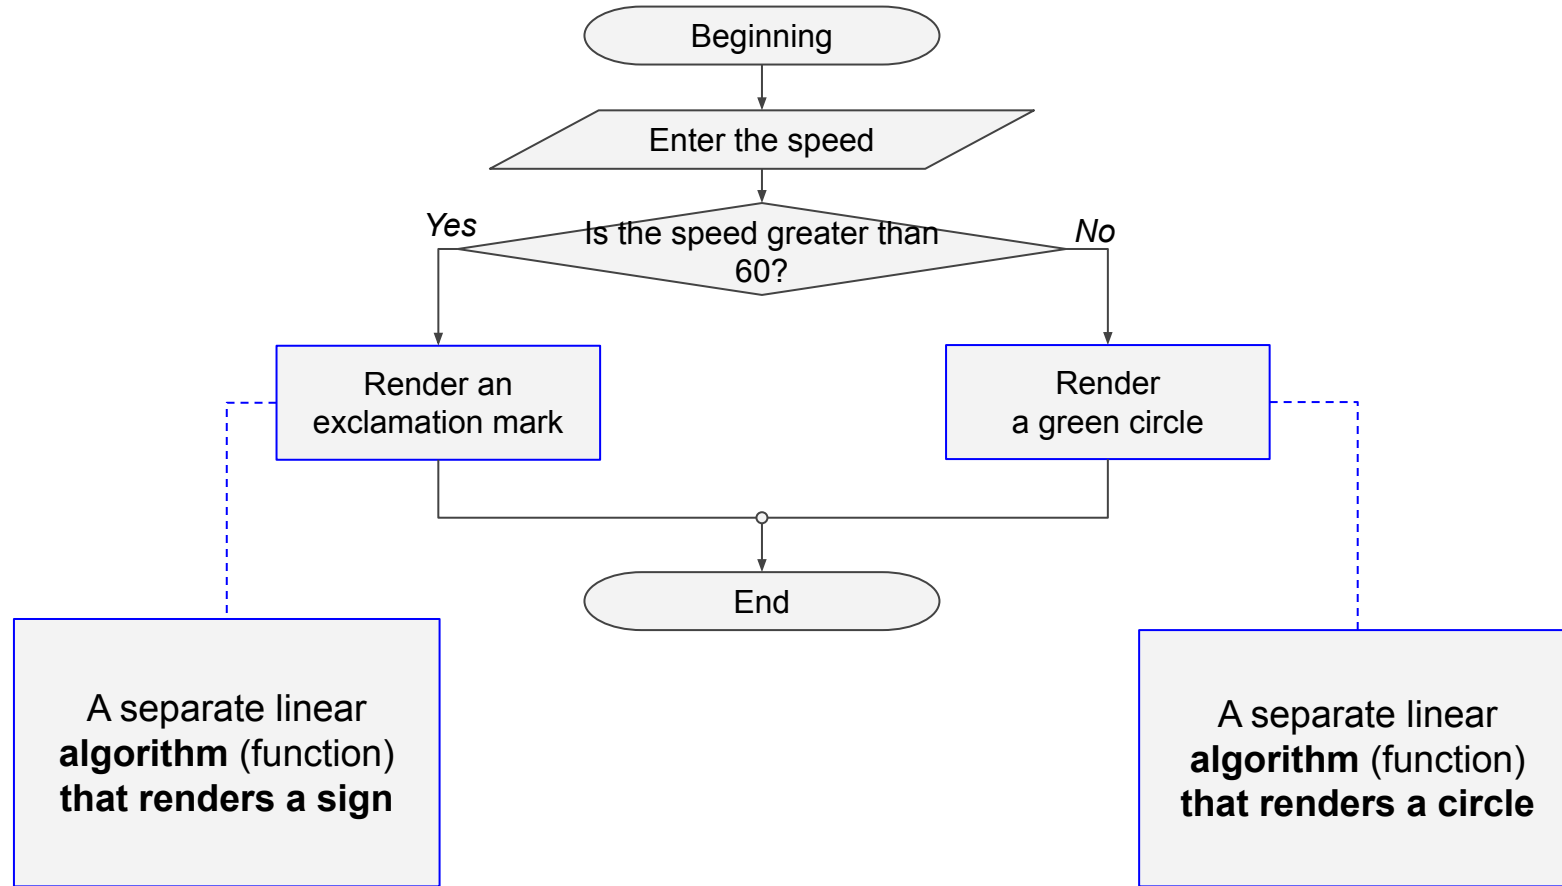 Beginning
Enter the speed
Yes
Is the speed greater than
60?
No
Render an
exclamation mark
Render
a green circle
End
A separate linear
algorithm (function)
that renders a sign
A separate linear
algorithm (function)
that renders a circle